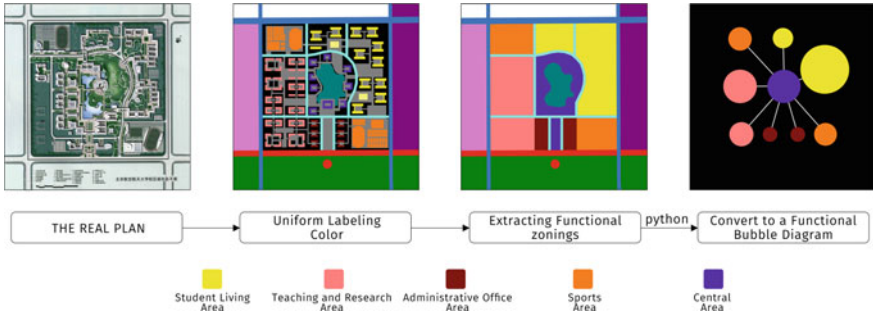 THE REAL PLAN
Uniform Labeling
Color
Extracting Functional
zonings
python
Convert to a Functional
Bubble Diagram
Student Living
Area
Teaching and Research
Area
Administrative Office
Area
Sports
Area
Central
Area